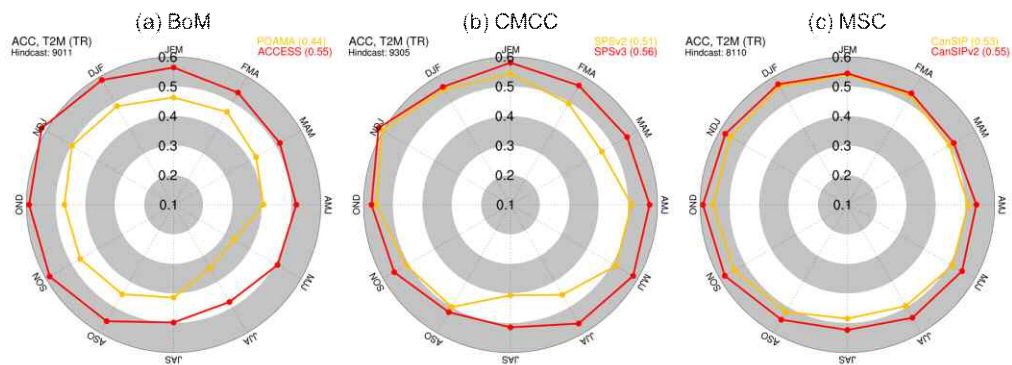 (a) BoM
ACC, T2M (TR)
Hindcast: 9011
POAMA (0.44)
ACCESS (0.55)
JFM
FMA
MAM
AMJ
MJJ
JJA
JAS
ASO
SON
OND
NDJ
DJF
0.6
0.5
0.4
0.3
0.2
0.1
(b) CMCC
ACC, T2M (TR)
Hindcast: 9305
SPSv2 (0.51)
SPSv3 (0.56)
JFM
FMA
MAM
AMJ
MJJ
JJA
JAS
ASO
SON
OND
NDJ
DJF
0.6
0.5
0.4
0.3
0.2
0.1
(c) MSC
ACC, T2M (TR)
Hindcast: 8110
CanSIP (0.53)
CanSIPv2 (0.55)
JFM
FMA
MAM
AMJ
MJJ
JJA
JAS
ASO
SON
OND
NDJ
DJF
0.6
0.5
0.4
0.3
0.2
0.1